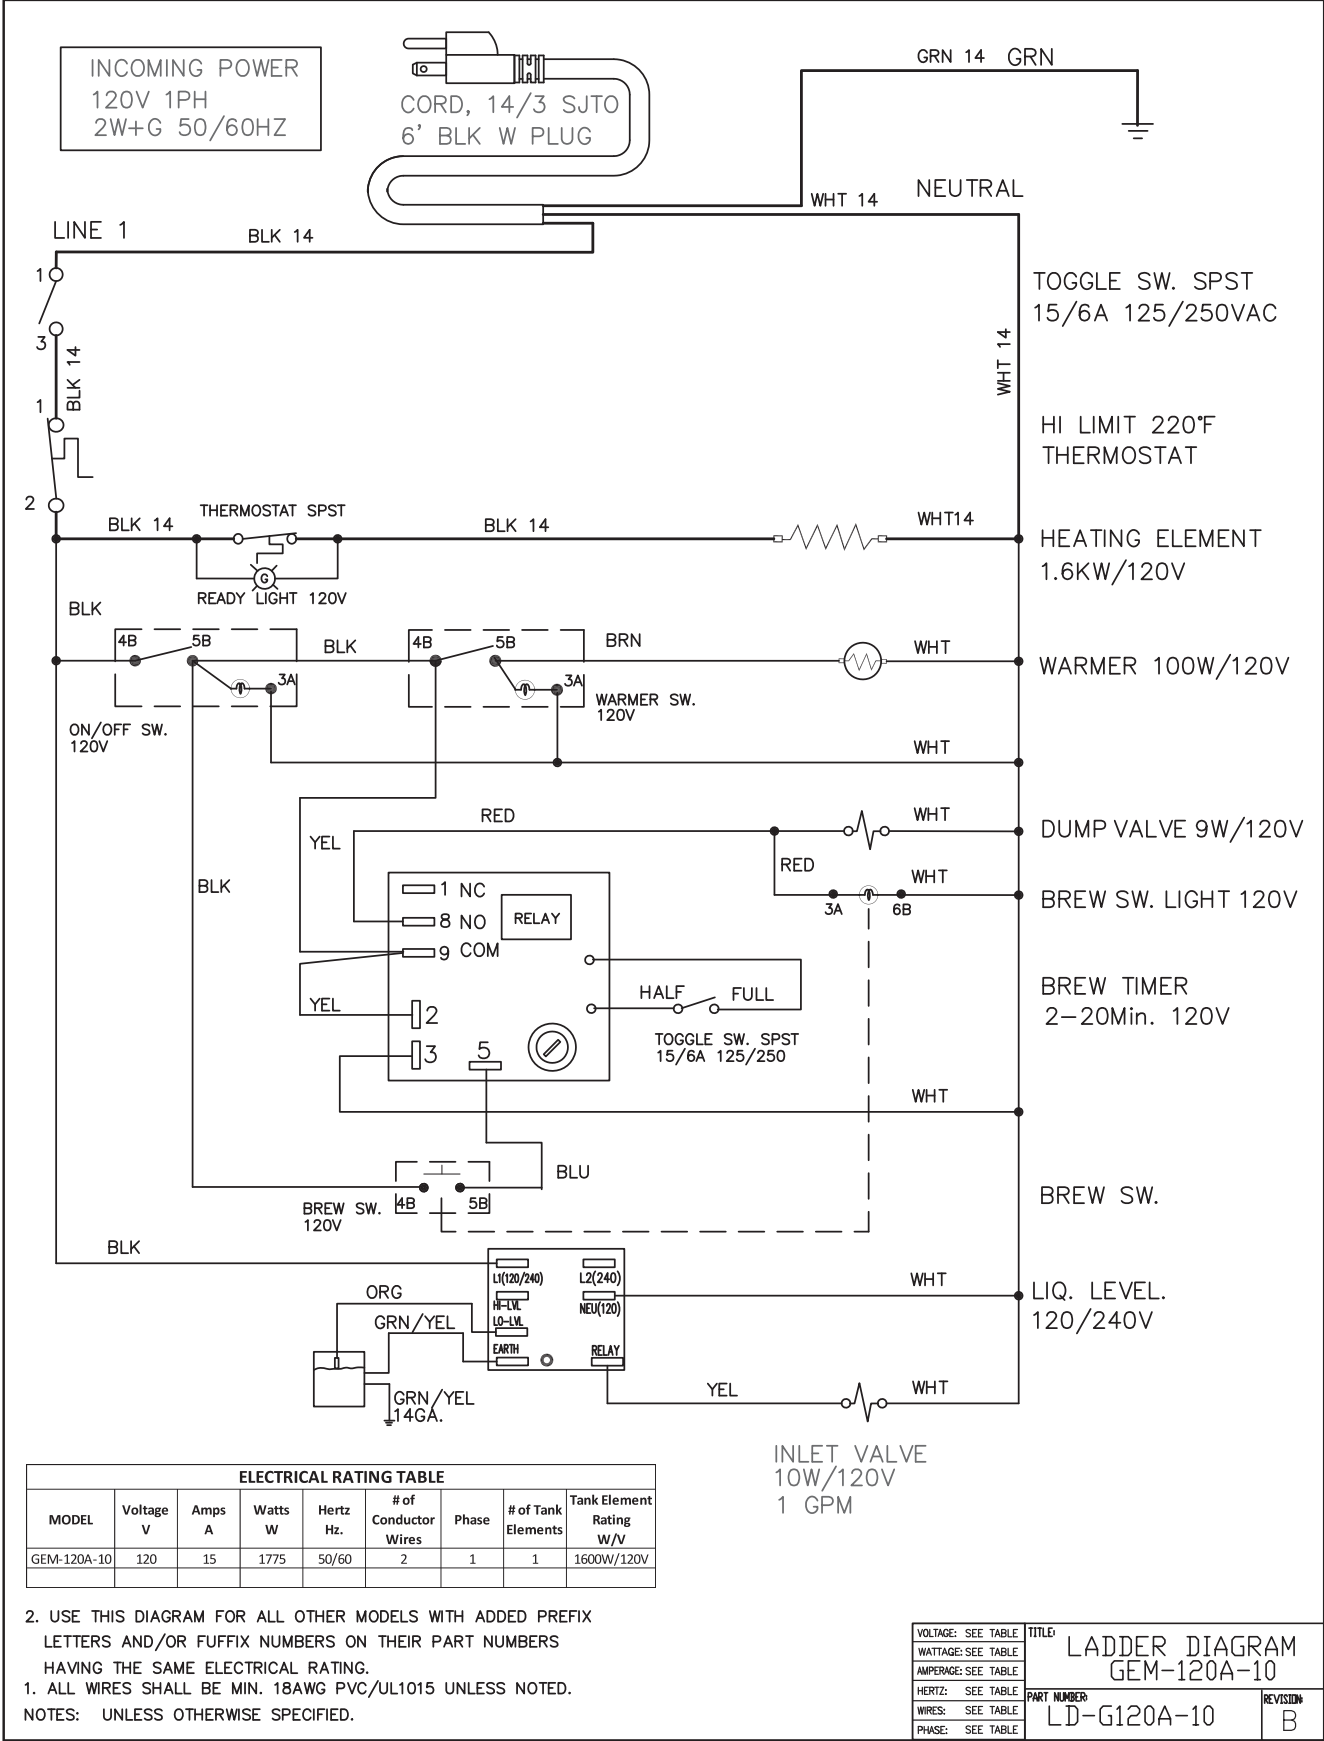 INCOMING POWER
120V 1PH
2W+G 50/60HZ
CORD, 14/3 SJTO
6' BLK W PLUG
GRN 14 GRN
WHT 14
NEUTRAL
LINE 1
BLK 14
1
3
BLK 14
WHT 14
TOGGLE SW. SPST
15/6A 125/250VAC
1
2
HI LIMIT 220°F
THERMOSTAT
THERMOSTAT SPST
BLK 14
BLK 14
WHT14
HEATING ELEMENT
1.6KW/120V
G
READY LIGHT 120V
BLK
4B
5B
3A
BLK
4B
5B
3A
BRN
WHT
WARMER 100W/120V
ON/OFF SW.
120V
WARMER SW.
120V
WHT
RED
WHT
DUMP VALVE 9W/120V
YEL
RED
BLK
1 NC
8 NO
9 COM
RELAY
WHT
3A
6B
BREW SW. LIGHT 120V
YEL
2
3
5
HALF
FULL
TOGGLE SW. SPST
15/6A 125/250
BREW TIMER
2-20Min. 120V
WHT
BLU
BREW SW.
120V
4B
5B
BREW SW.
BLK
L1(120/240)
L2(240)
HI-LVL
NEU(120)
LO-LVL
EARTH
RELAY
WHT
LIQ. LEVEL.
120/240V
ORG
GRN/YEL
GRN/YEL
14GA.
YEL
WHT
INLET VALVE
10W/120V
1 GPM
ELECTRICAL RATING TABLE
MODEL
Voltage
V
Amps
A
Watts
W
Hertz
Hz.
# of
Conductor
Wires
Phase
# of Tank
Elements
Tank Element
Rating
W/V
GEM-120A-10 120 15 1775 50/60 2 1 1 1600W/120V
2. USE THIS DIAGRAM FOR ALL OTHER MODELS WITH ADDED PREFIX
LETTERS AND/OR FUFFIX NUMBERS ON THEIR PART NUMBERS
HAVING THE SAME ELECTRICAL RATING.
1. ALL WIRES SHALL BE MIN. 18AWG PVC/UL1015 UNLESS NOTED.
NOTES: UNLESS OTHERWISE SPECIFIED.
VOLTAGE: SEE TABLE
WATTAGE: SEE TABLE
AMPERAGE: SEE TABLE
HERTZ: SEE TABLE
WIRES: SEE TABLE
PHASE: SEE TABLE
TITLE:
LADDER DIAGRAM
GEM-120A-10
PART NUMBER:
LD-G120A-10
REVISION:
B